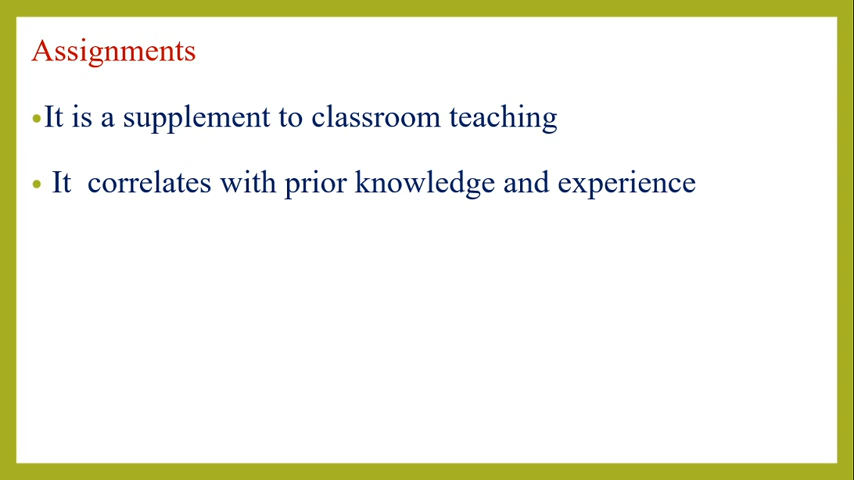 Assignments
•It is a supplement to classroom teaching
• It  correlates with prior knowledge and experience